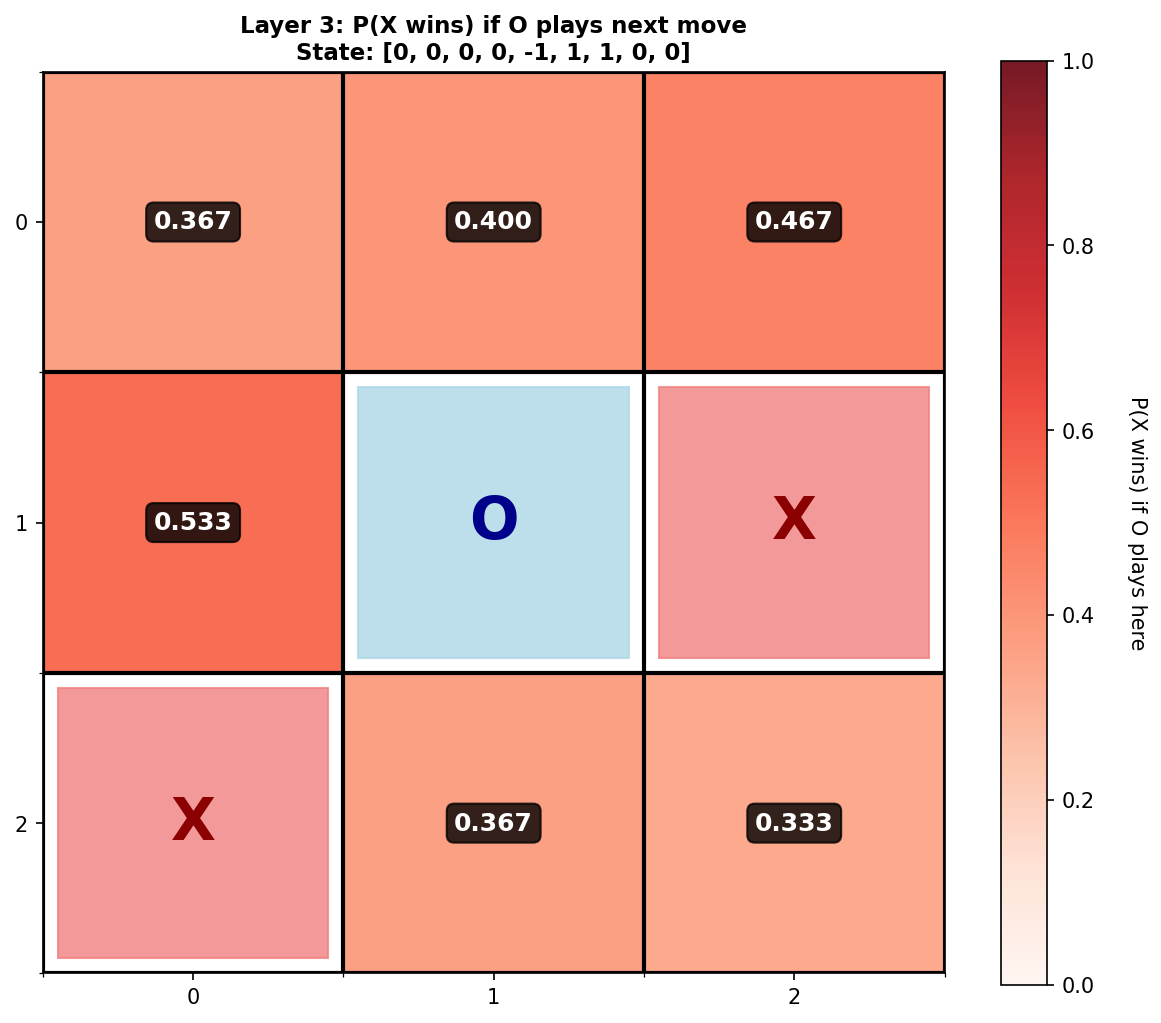 Layer 3: P(X wins) if O plays next move
State: [0, 0, 0, 0, -1, 1, 1, 0, 0]
0 0.367 0.400 0.467
1 0.533 O X
2 X 0.367 0.333
0 1 2
1.0
0.8
0.6
0.4
0.2
0.0
P(X wins) if O plays here